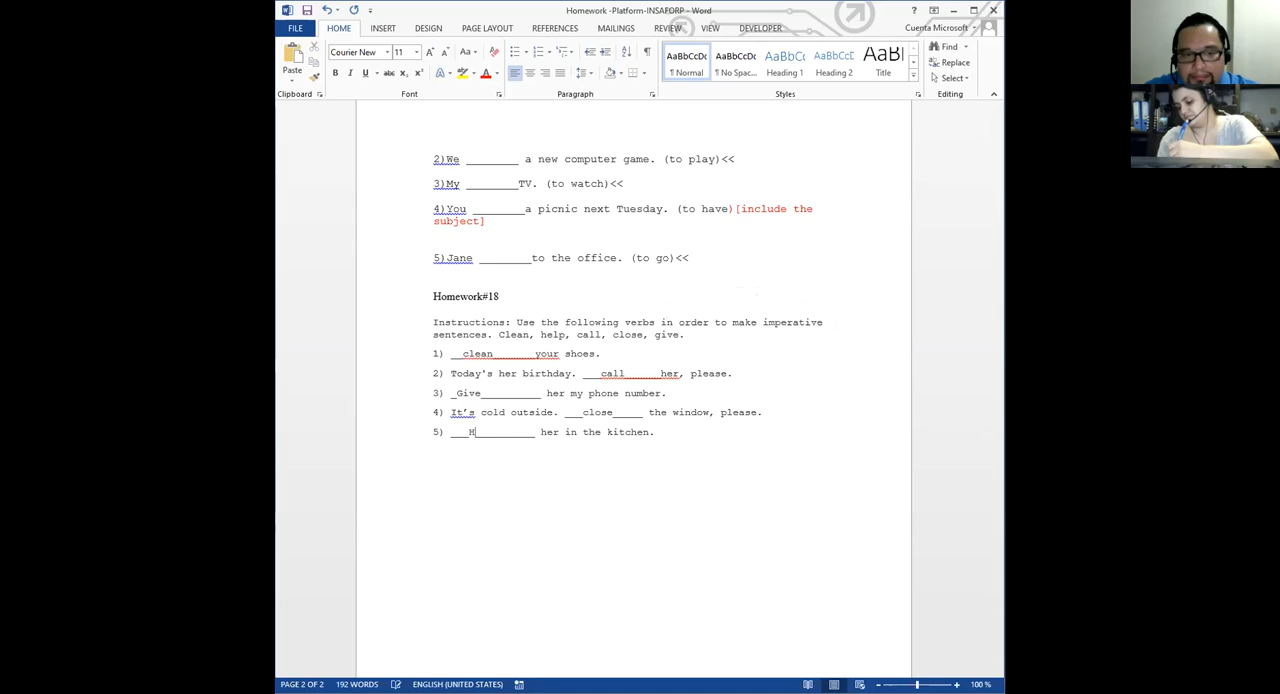 Homework -Platform-INSAFORP - Word
FILE HOME INSERT DESIGN PAGE LAYOUT REFERENCES MAILINGS REVIEW VIEW DEVELOPER Cuenta Microsoft
Paste
Clipboard
Courier New 11
Font
Paragraph
AaBbCcDc AaBbCcDc AaBbCc AaBbCcD AaBl
¶ Normal ¶ No Spac... Heading 1 Heading 2 Title
Styles
Find
Replace
Select
Editing
2)We ________ a new computer game. (to play)<<
3)My ________TV. (to watch)<<
4)You ________a picnic next Tuesday. (to have)[include the
subject]
5)Jane ________to the office. (to go)<<
Homework#18
Instructions: Use the following verbs in order to make imperative
sentences. Clean, help, call, close, give.
1) __clean_______your shoes.
2) Today's her birthday. ___call______her, please.
3) _Give__________ her my phone number.
4) It’s cold outside. ___close_____ the window, please.
5) ___H__________ her in the kitchen.
PAGE 2 OF 2 192 WORDS ENGLISH (UNITED STATES) 100 %